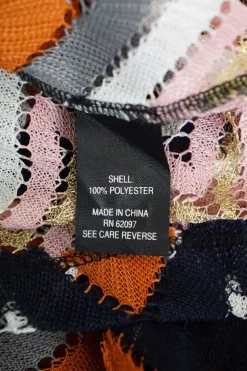 SHELL:
100% POLYESTER
MADE IN CHINA
RN 62097
SEE CARE REVERSE